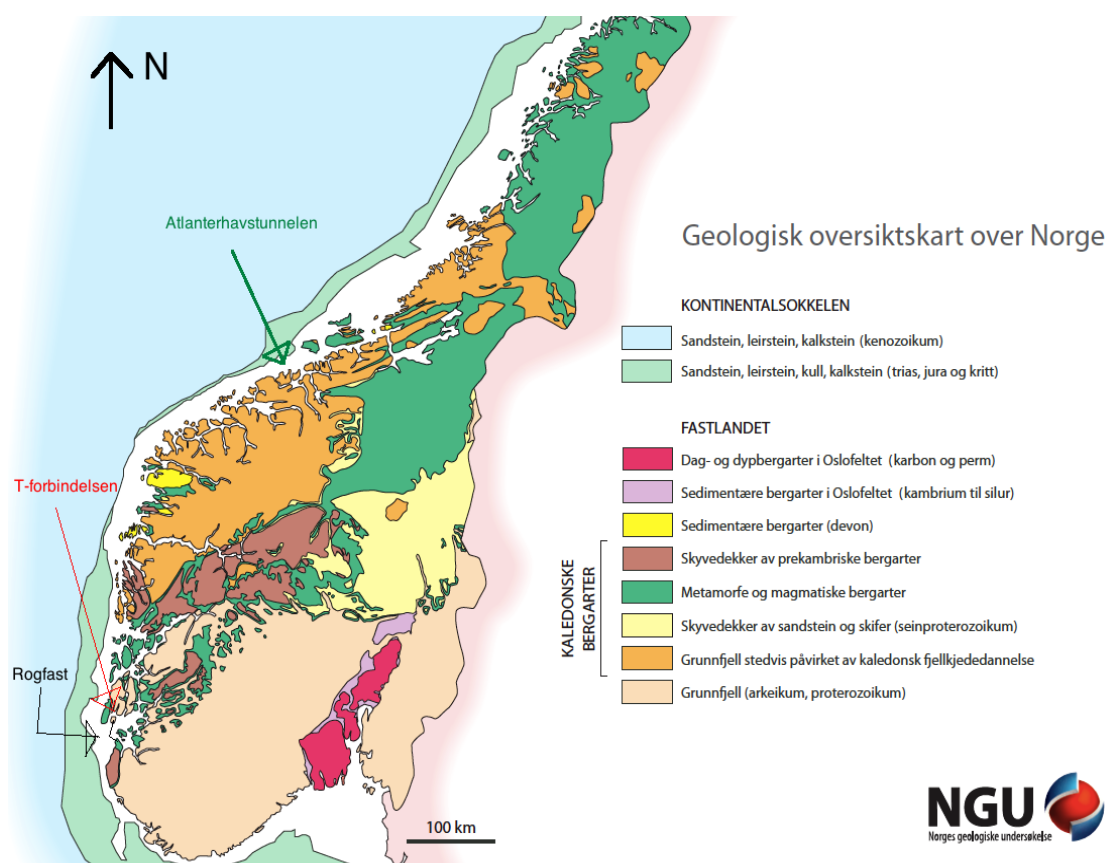 N
Atlanterhavstunnelen
T-forbindelsen
Rogfast
100 km
Geologisk oversiktskart over Norge
KONTINENTALSOKKELEN
Sandstein, leirstein, kalkstein (kenozoikum)
Sandstein, leirstein, kull, kalkstein (trias, jura og kritt)
FASTLANDET
Dag- og dypbergarter i Oslofeltet (karbon og perm)
Sedimentære bergarter i Oslofeltet (kambrium til silur)
Sedimentære bergarter (devon)
KALEDONSKE
BERGARTER
Skyvedekker av prekambriske bergarter
Metamorfe og magmatiske bergarter
Skyvedekker av sandstein og skifer (seinproterozoikum)
Grunnfjell stedvis påvirket av kaledonsk fjellkjededannelse
Grunnfjell (arkeikum, proterozoikum)
NGU
Norges geologiske undersøkelse